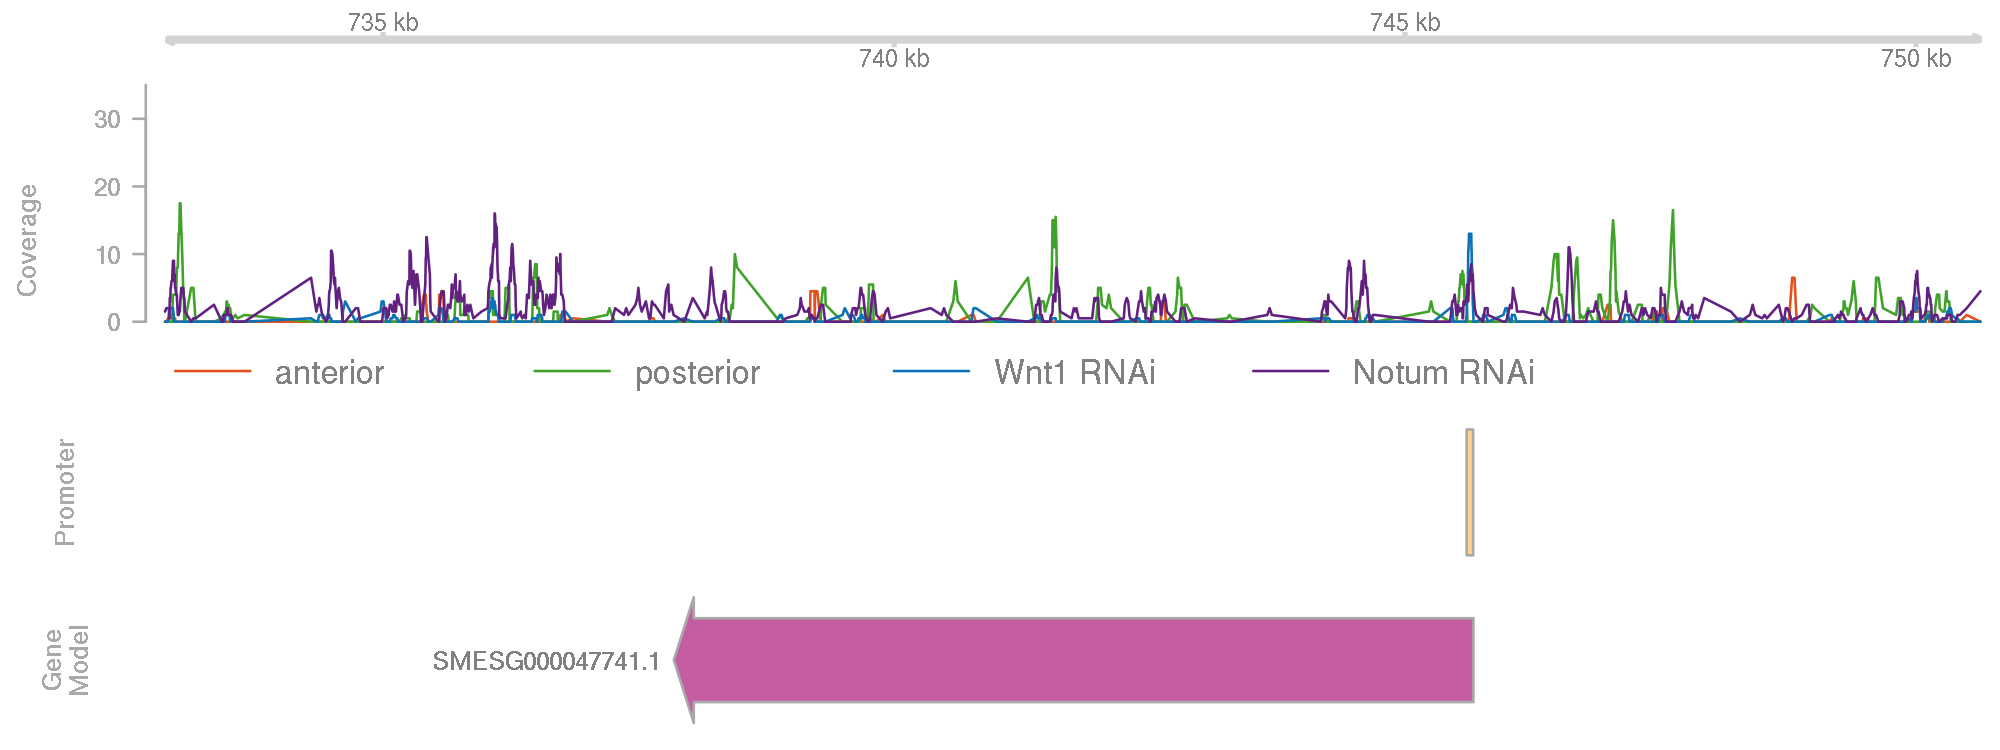 735 kb
745 kb
740 kb
750 kb
Coverage
30
20
10
0
anterior posterior Wnt1 RNAi Notum RNAi
Promoter
Gene
Model
SMESG000047741.1